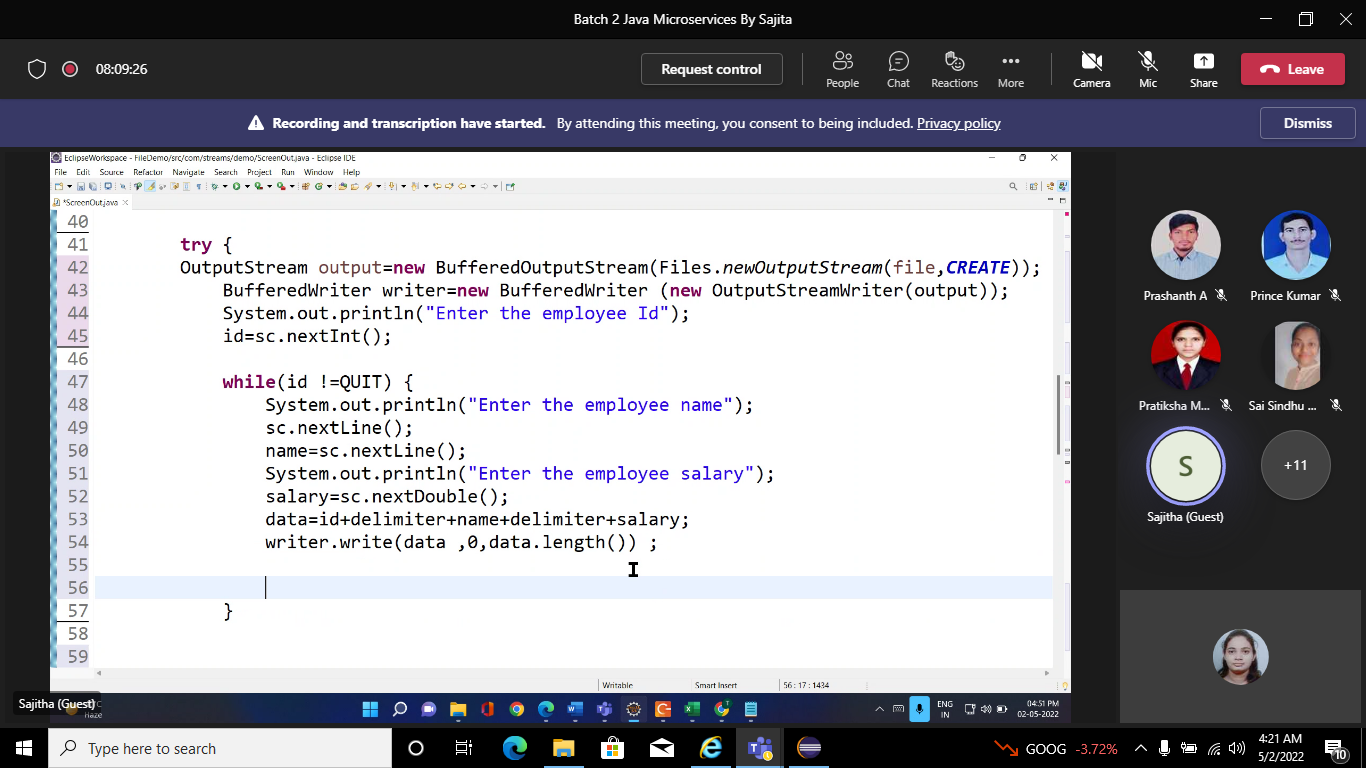 Batch 2 Java Microservices By Sajita
08:09:26
Request control
People
Chat
Reactions
More
Camera
Mic
Share
Leave
Recording and transcription have started. By attending this meeting, you consent to being included. Privacy policy
Dismiss
EclipseWorkspace - FileDemo/src/com/streams/demo/ScreenOut.java - Eclipse IDE
File Edit Source Refactor Navigate Search Project Run Window Help
*ScreenOut.java
40
41 try {
42 OutputStream output=new BufferedOutputStream(Files.newOutputStream(file,CREATE));
43 BufferedWriter writer=new BufferedWriter (new OutputStreamWriter(output));
44 System.out.println("Enter the employee Id");
45 id=sc.nextInt();
46
47 while(id !=QUIT) {
48 System.out.println("Enter the employee name");
49 sc.nextLine();
50 name=sc.nextLine();
51 System.out.println("Enter the employee salary");
52 salary=sc.nextDouble();
53 data=id+delimiter+name+delimiter+salary;
54 writer.write(data ,0,data.length()) ;
55
56
57 }
58
59
Writable
Smart Insert
56 : 17 : 1434
Prashanth A
Prince Kumar
Pratiksha M...
Sai Sindhu ...
S
+11
Sajitha (Guest)
Sajitha (Guest)
Haze
ENG
IN
04:51 PM
02-05-2022
Type here to search
GOOG -3.72%
4:21 AM
5/2/2022
10